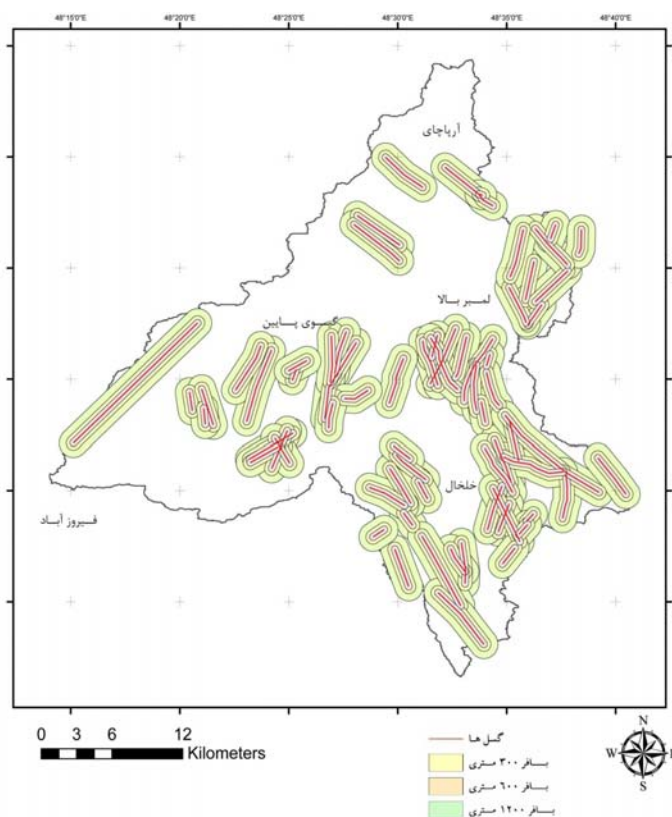 48°15'0"E 48°20'0"E 48°25'0"E 48°30'0"E 48°35'0"E 48°40'0"E
آرپاچای
لمبر بالا
گسوی پایین
خلخال
فیروز آباد
0 3 6 12
Kilometers
گسل ها
بافر ۳۰۰ متری
بافر ۶۰۰ متری
بافر ۱۲۰۰ متری
N
W
S